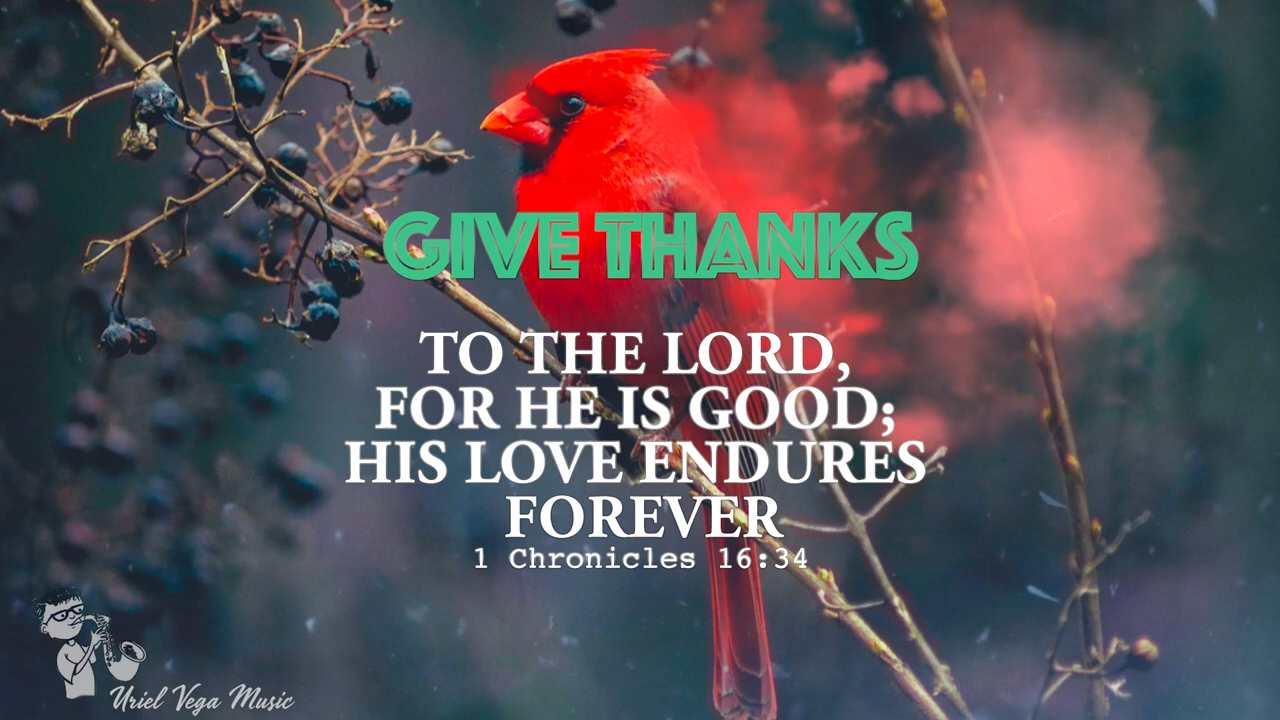 GIVE THANKS
TO THE LORD,
FOR HE IS GOOD;
HIS LOVE ENDURES
FOREVER
1 Chronicles 16:34
Uriel Vega Music